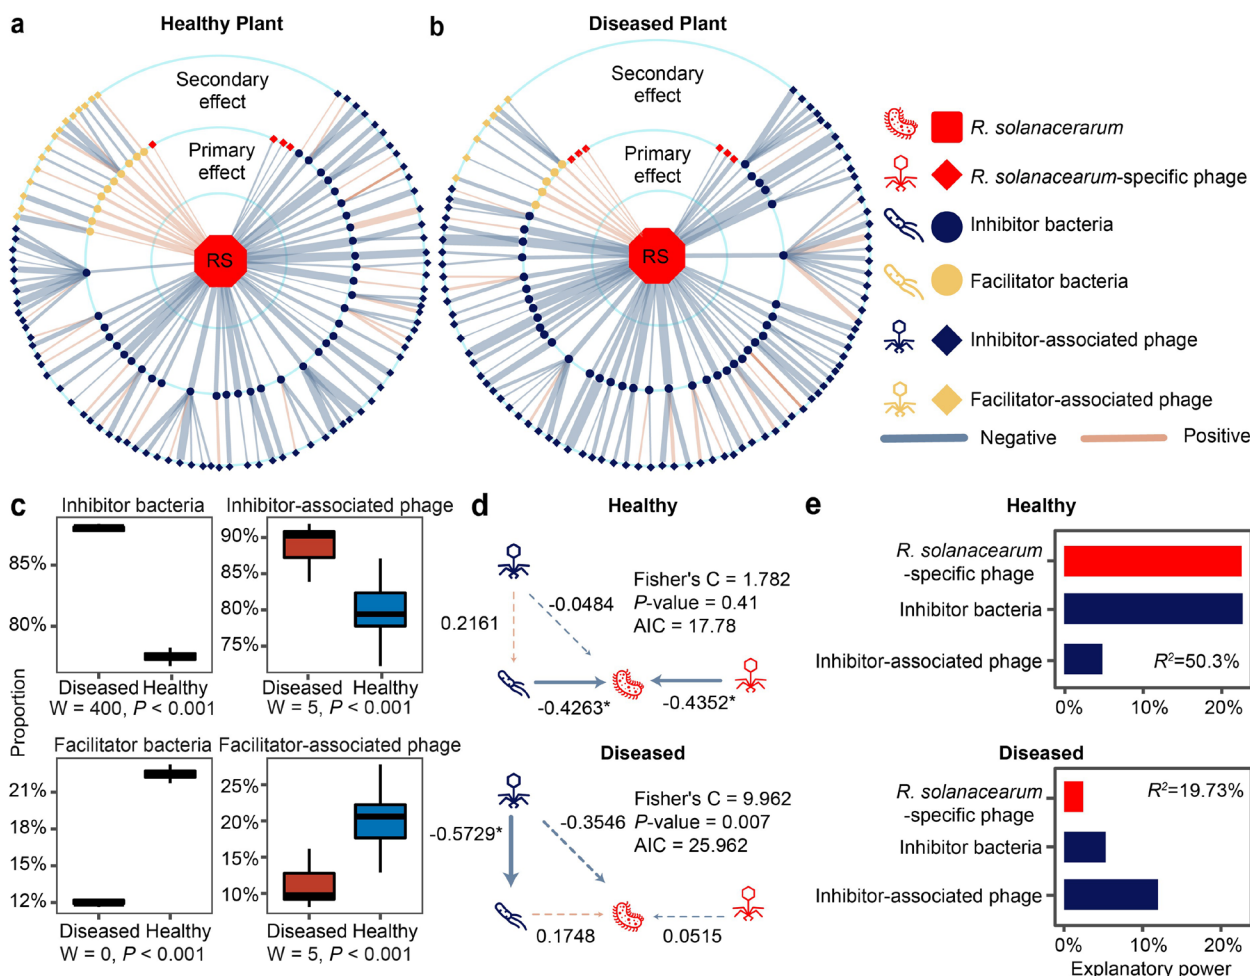 a
Healthy Plant
Secondary
effect
Primary
effect
RS
b
Diseased Plant
Secondary
effect
Primary
effect
RS
R. solanacerarum
R. solanacearum-specific phage
Inhibitor bacteria
Facilitator bacteria
Inhibitor-associated phage
Facilitator-associated phage
Negative
Positive
c
Proportion
Inhibitor bacteria
85%
80%
Diseased Healthy
W = 400, P < 0.001
Inhibitor-associated phage
90%
85%
80%
75%
Diseased Healthy
W = 5, P < 0.001
Facilitator bacteria
21%
18%
15%
12%
Diseased Healthy
W = 0, P < 0.001
Facilitator-associated phage
25%
20%
15%
10%
Diseased Healthy
W = 5, P < 0.001
d
Healthy
Fisher's C = 1.782
P-value = 0.41
AIC = 17.78
-0.0484
0.2161
-0.4263*
-0.4352*
Diseased
Fisher's C = 9.962
P-value = 0.007
AIC = 25.962
-0.3546
-0.5729*
0.1748
0.0515
e
Healthy
R. solanacearum
-specific phage
Inhibitor bacteria
Inhibitor-associated phage
R²=50.3%
0% 10% 20%
Diseased
R. solanacearum
-specific phage
R²=19.73%
Inhibitor bacteria
Inhibitor-associated phage
0% 10% 20%
Explanatory power